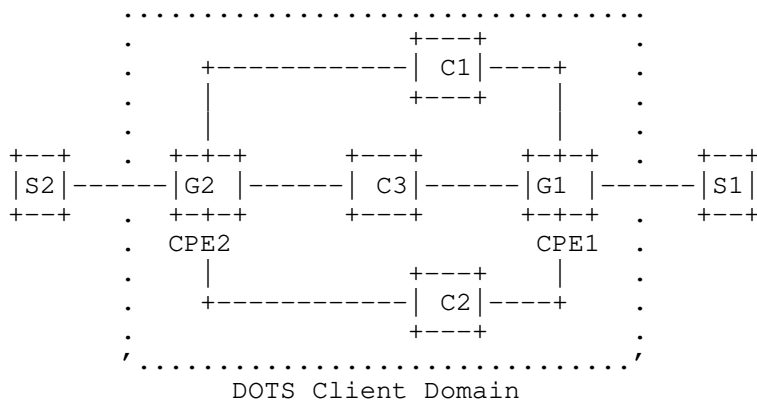 C1
S2 G2 C3 G1 S1
CPE2 CPE1
C2
DOTS Client Domain